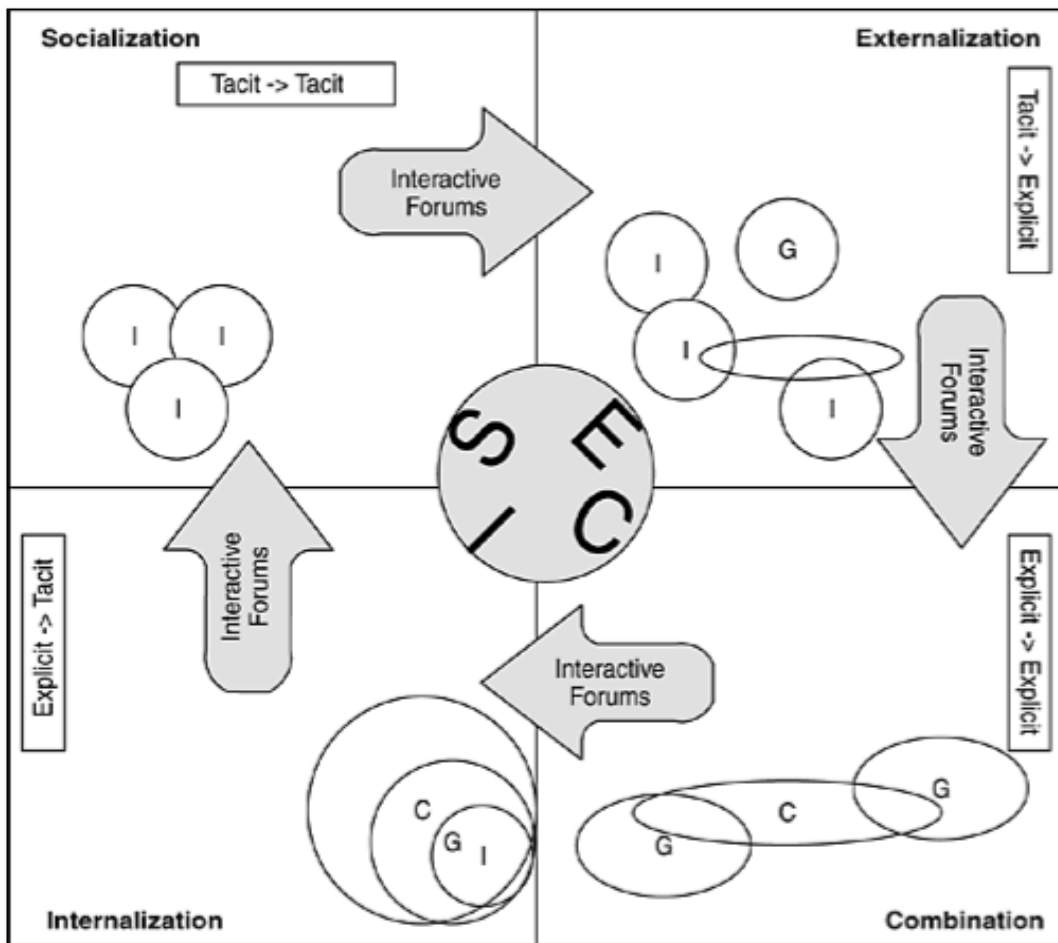 Socialization
Tacit -> Tacit
Interactive
Forums
I
I
I
Externalization
Tacit -> Explicit
I
G
I
I
Interactive
Forums
S
E
I
C
Explicit -> Tacit
Interactive
Forums
C
G
I
Internalization
Interactive
Forums
Explicit -> Explicit
G
C
G
Combination